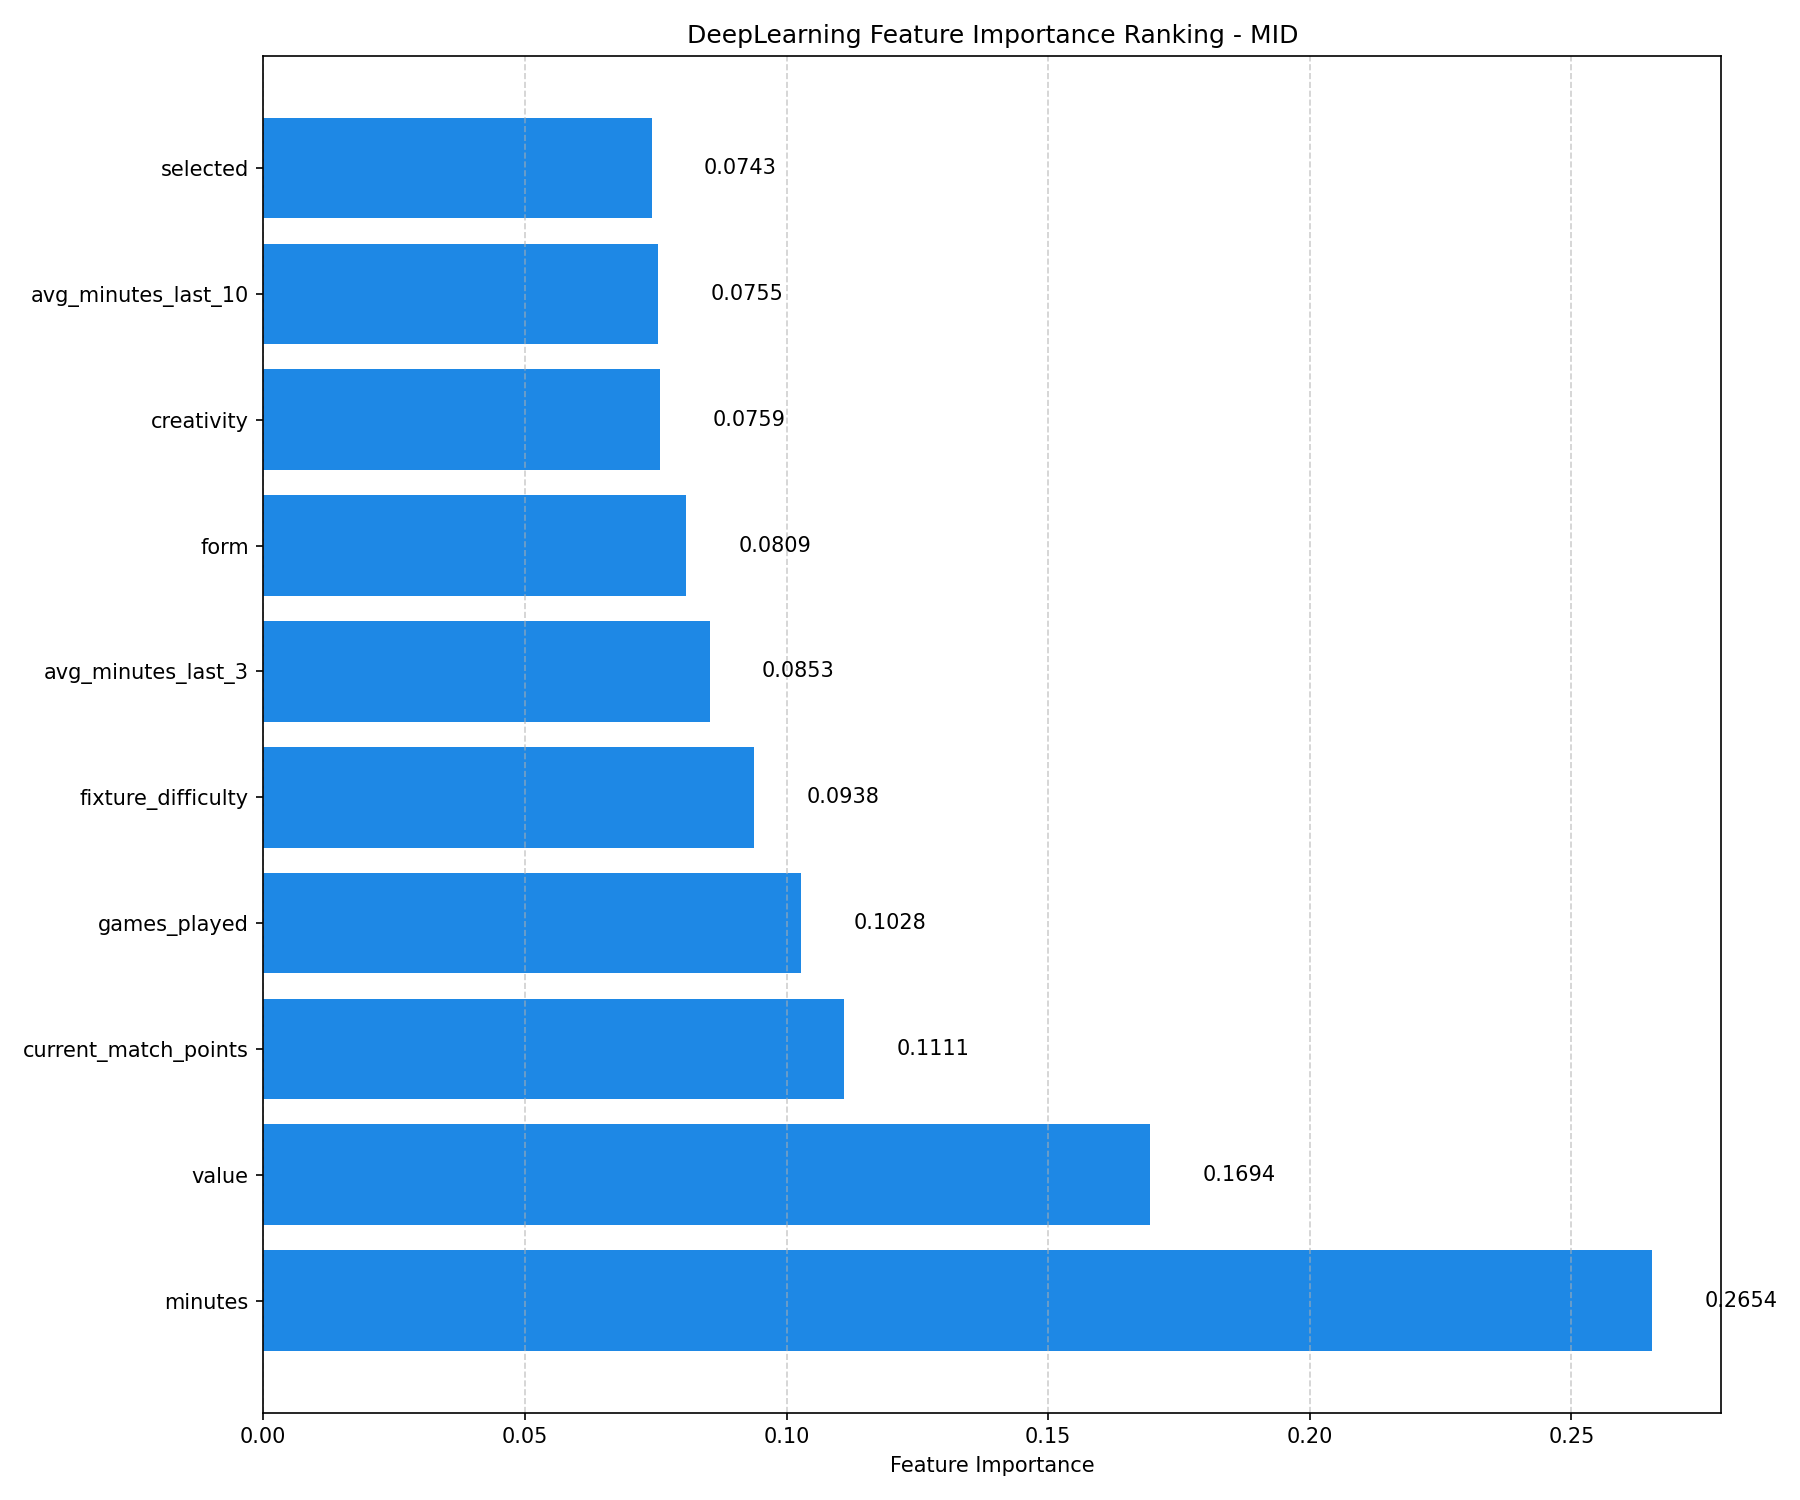 DeepLearning Feature Importance Ranking - MID
selected 0.0743
avg_minutes_last_10 0.0755
creativity 0.0759
form 0.0809
avg_minutes_last_3 0.0853
fixture_difficulty 0.0938
games_played 0.1028
current_match_points 0.1111
value 0.1694
minutes 0.2654
0.00 0.05 0.10 0.15 0.20 0.25
Feature Importance